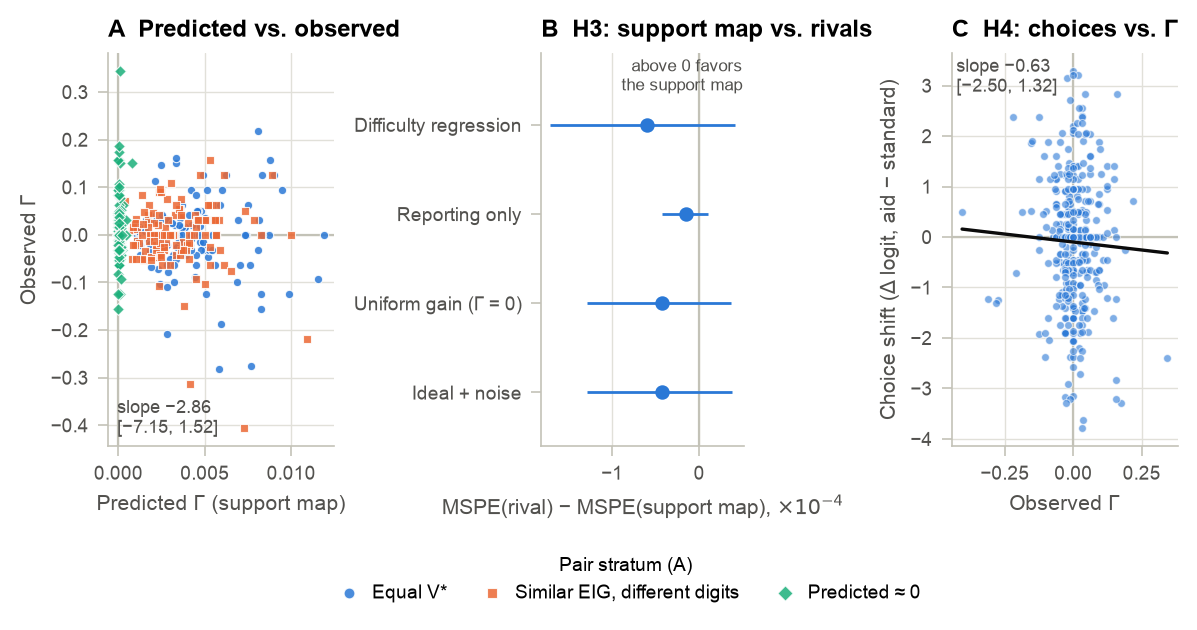 A Predicted vs. observed
Observed Γ
0.3
0.2
0.1
0.0
−0.1
−0.2
−0.3
−0.4
slope −2.86
[−7.15, 1.52]
0.000 0.005 0.010
Predicted Γ (support map)
B H3: support map vs. rivals
above 0 favors
the support map
Difficulty regression
Reporting only
Uniform gain (Γ = 0)
Ideal + noise
−1 0
MSPE(rival) − MSPE(support map), ×10⁻⁴
C H4: choices vs. Γ
slope −0.63
[−2.50, 1.32]
Choice shift (Δ logit, aid − standard)
3
2
1
0
−1
−2
−3
−4
−0.25 0.00 0.25
Observed Γ
Pair stratum (A)
Equal V* Similar EIG, different digits Predicted ≈ 0